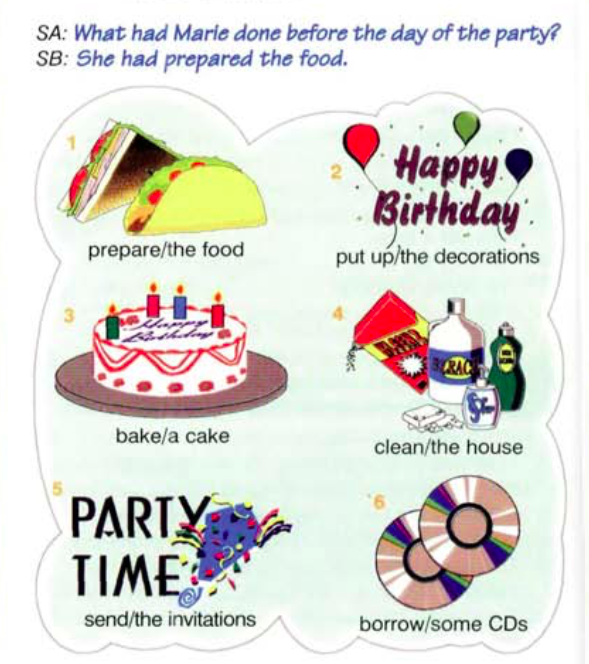 SA: What had Marie done before the day of the party?
SB: She had prepared the food.
1
prepare/the food
2
Happy
Birthday
put up/the decorations
3
Happy
Birthday
bake/a cake
4
clean/the house
5
PARTY
TIME
send/the invitations
6
borrow/some CDs